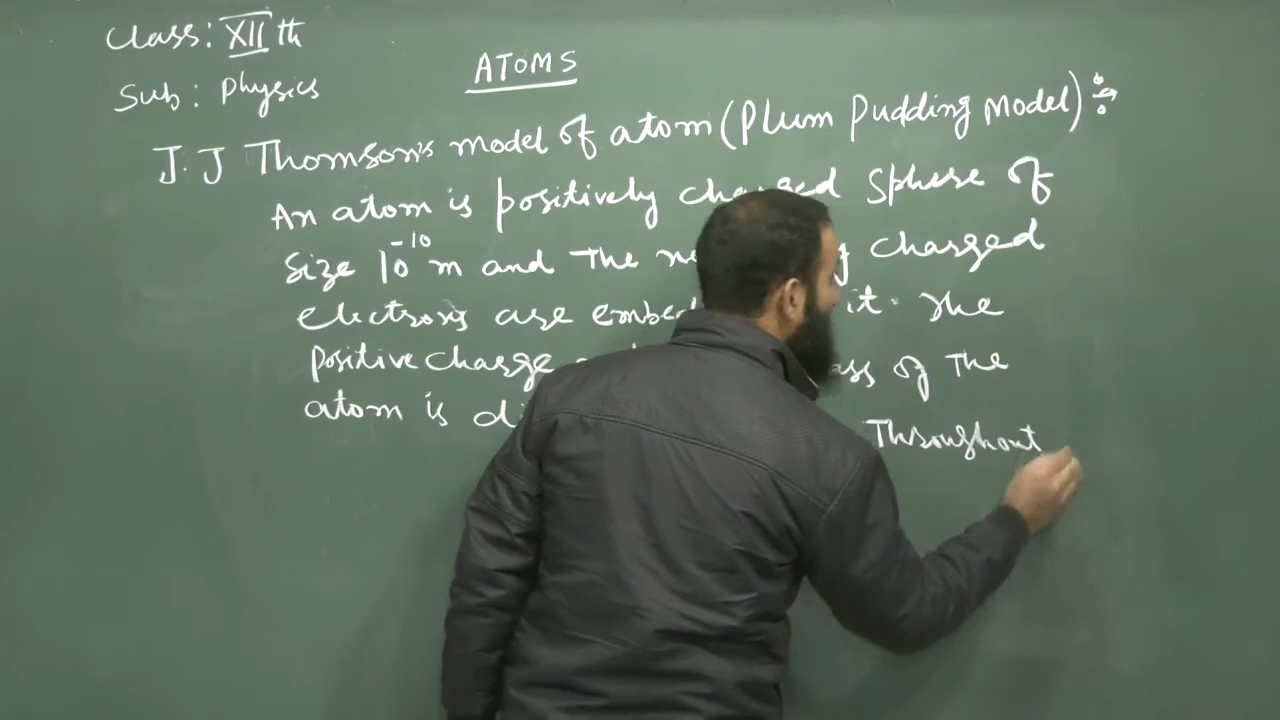 Class: XII th
Sub: Physics
ATOMS
J.J Thomson's model of atom (Plum Pudding Model) :→
An atom is positively charged Sphere of
Size 10⁻¹⁰ m and The charged
electrons are it. The
Positive charge of The
atom is Throughout